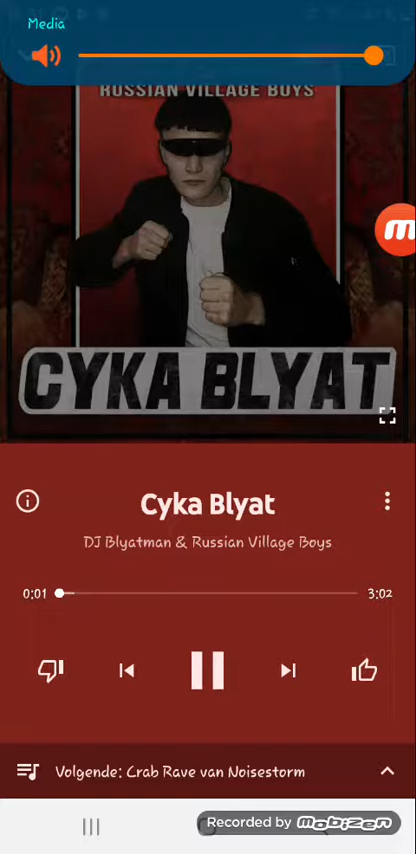 Media
RUSSIAN VILLAGE BOYS
CYKA BLYAT
Cyka Blyat
DJ Blyatman & Russian Village Boys
0:01
3:02
Volgende: Crab Rave van Noisestorm
Recorded by mobizen